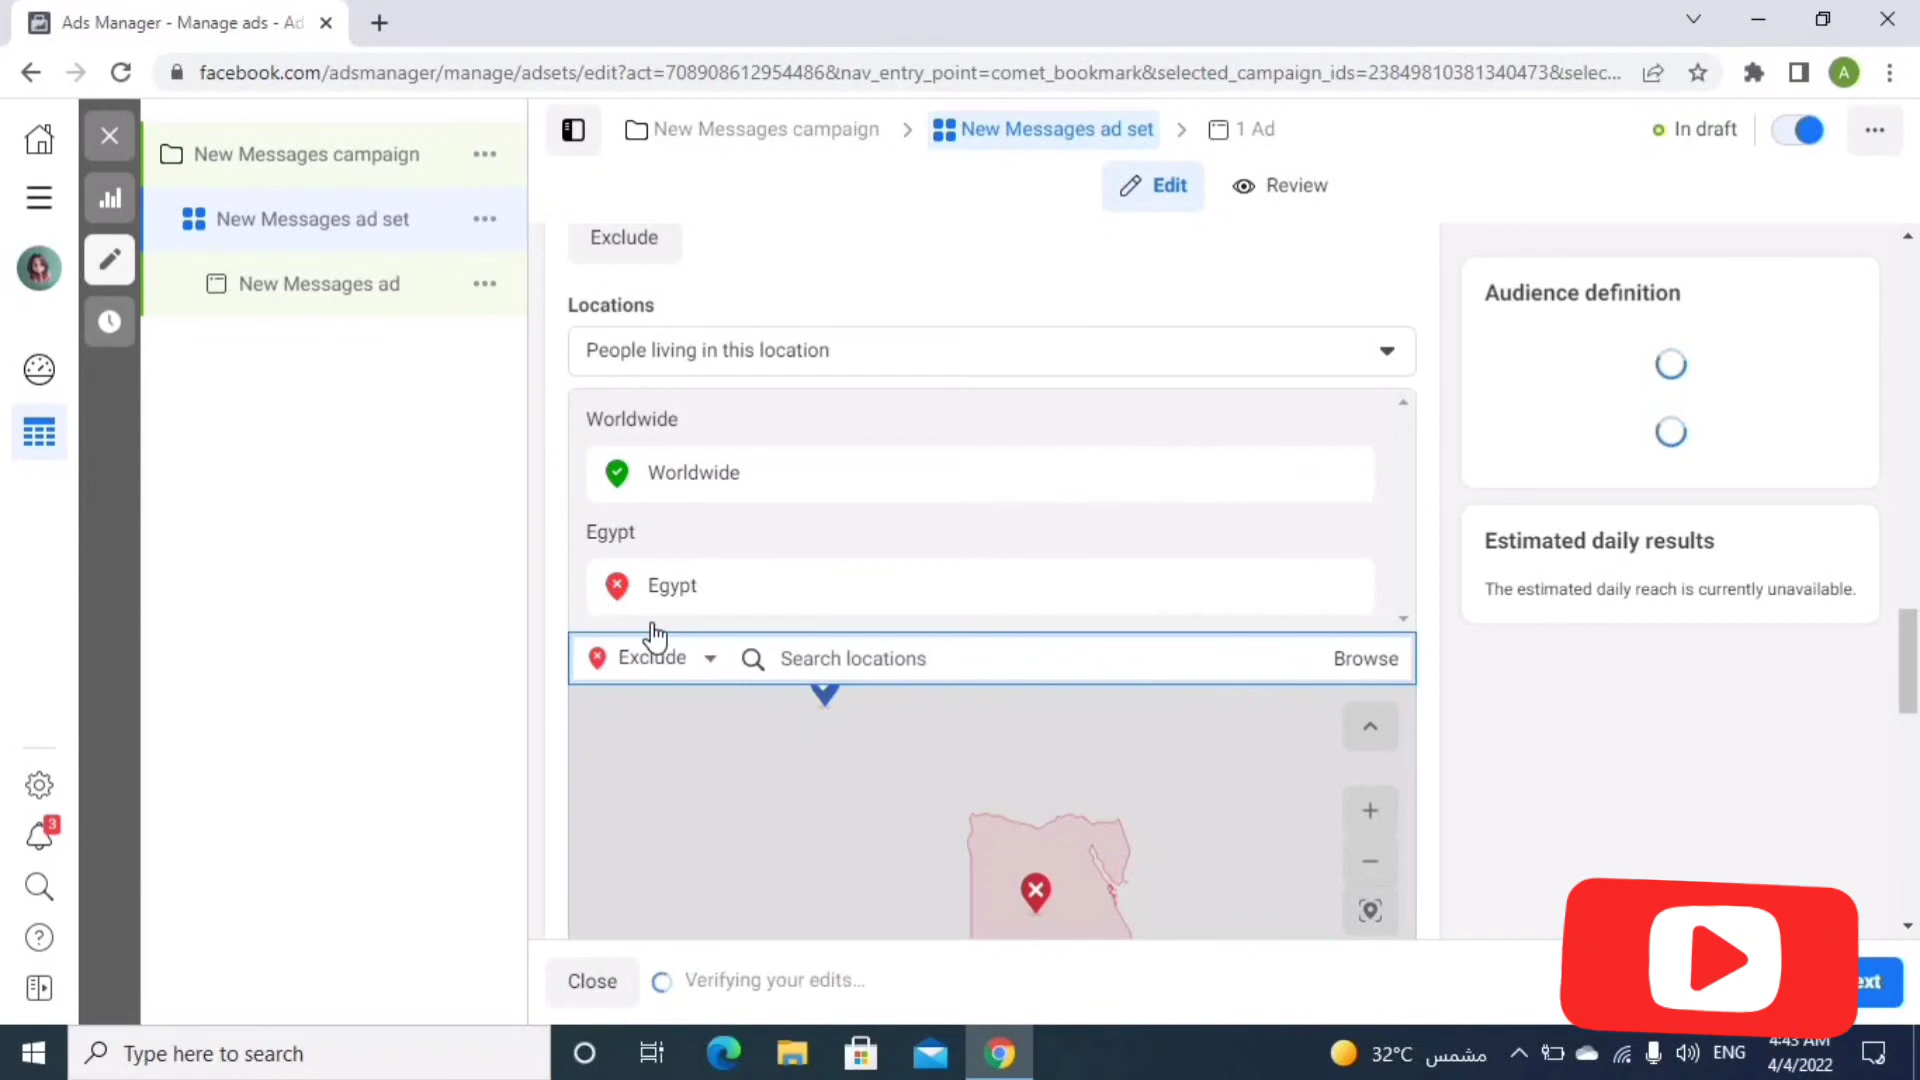 Ads Manager - Manage ads - Ad
facebook.com/adsmanager/manage/adsets/edit?act=708908612954486&nav_entry_point=comet_bookmark&selected_campaign_ids=23849810381340473&selec...
A
New Messages campaign
New Messages ad set
New Messages ad
New Messages campaign
New Messages ad set
1 Ad
In draft
Edit
Review
Exclude
Locations
People living in this location
Worldwide
Worldwide
Egypt
Egypt
Exclude
Search locations
Browse
Audience definition
Estimated daily results
The estimated daily reach is currently unavailable.
3
Close
Verifying your edits...
ext
Type here to search
32°C مشمس
ENG
4:43 AM
4/4/2022